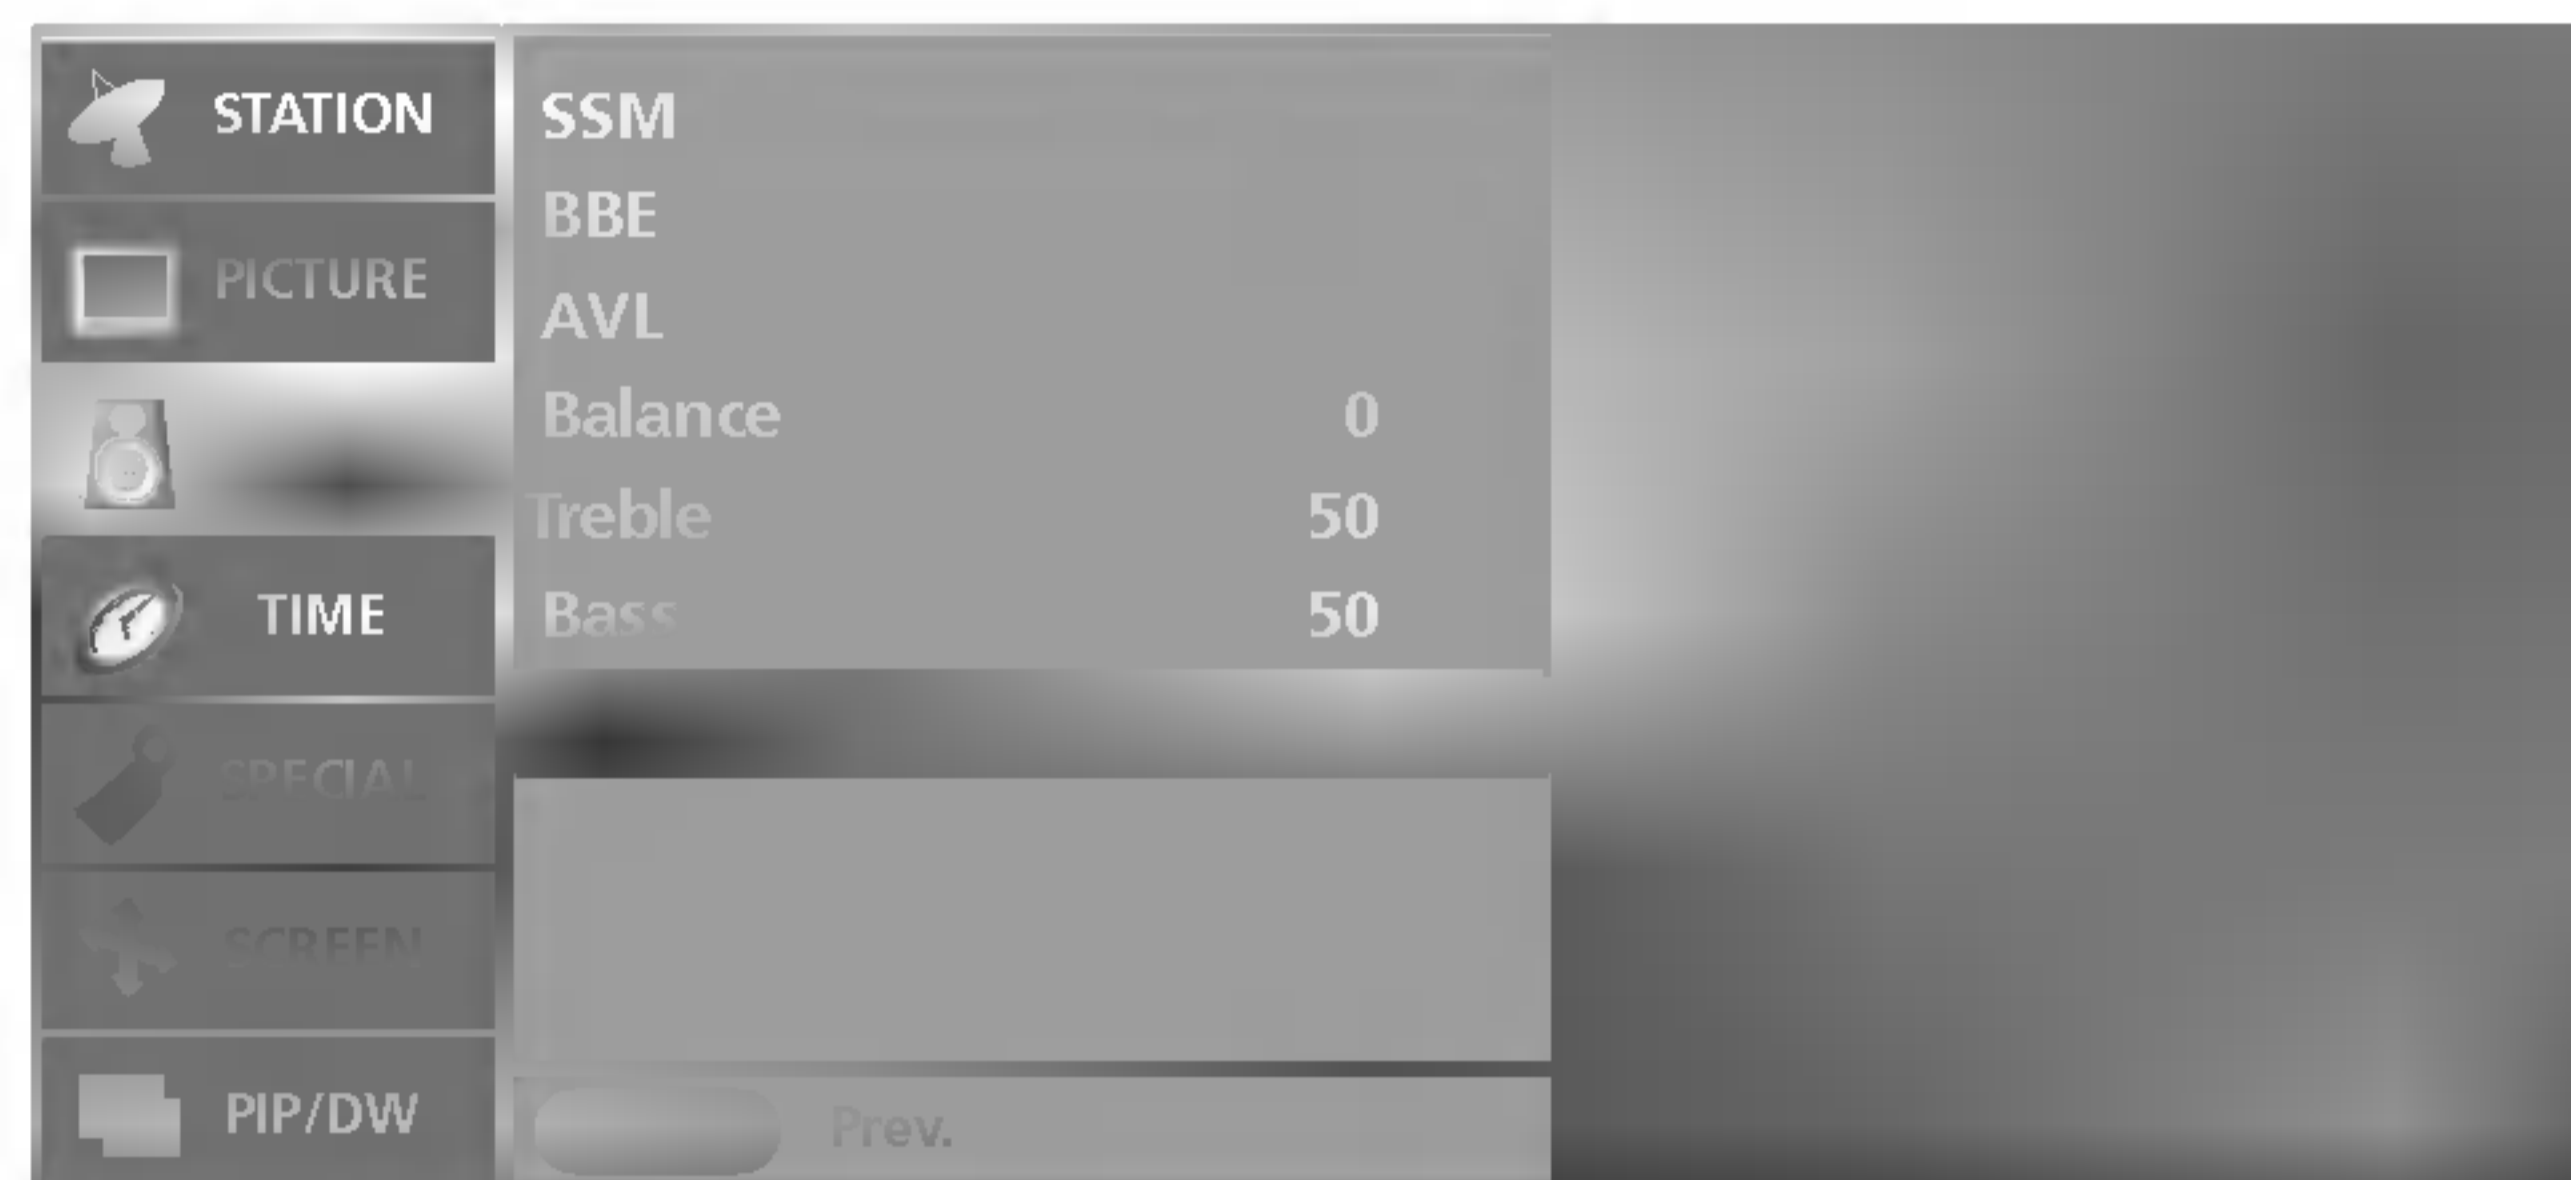 STATION
PICTURE
TIME
SPECIAL
SCREEN
PIP/DW
SSM
BBE
AVL
Balance 0
Treble 50
Bass 50
Prev.